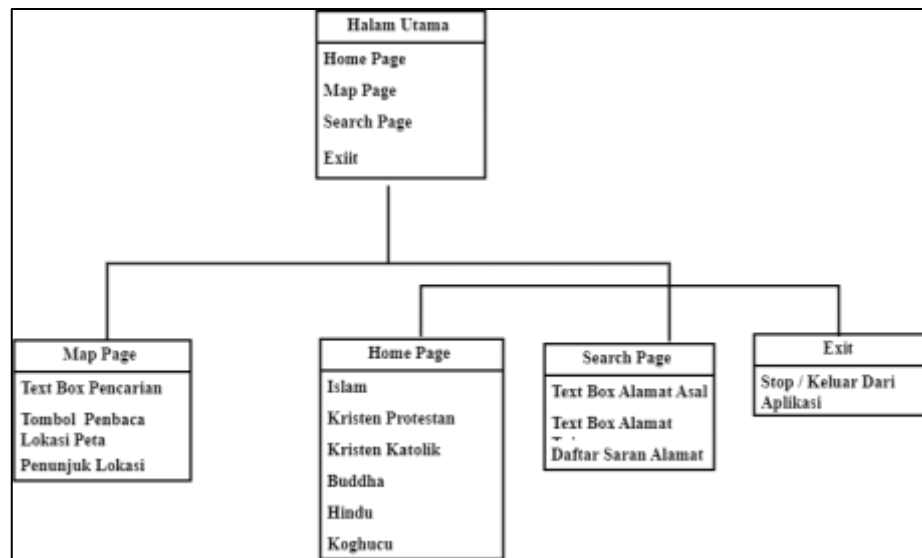 Halam Utama
Home Page
Map Page
Search Page
Exiit
Map Page
Text Box Pencarian
Tombol Penbaca
Lokasi Peta
Penunjuk Lokasi
Home Page
Islam
Kristen Protestan
Kristen Katolik
Buddha
Hindu
Koghucu
Search Page
Text Box Alamat Asal
Text Box Alamat
Daftar Saran Alamat
Exit
Stop / Keluar Dari
Aplikasi